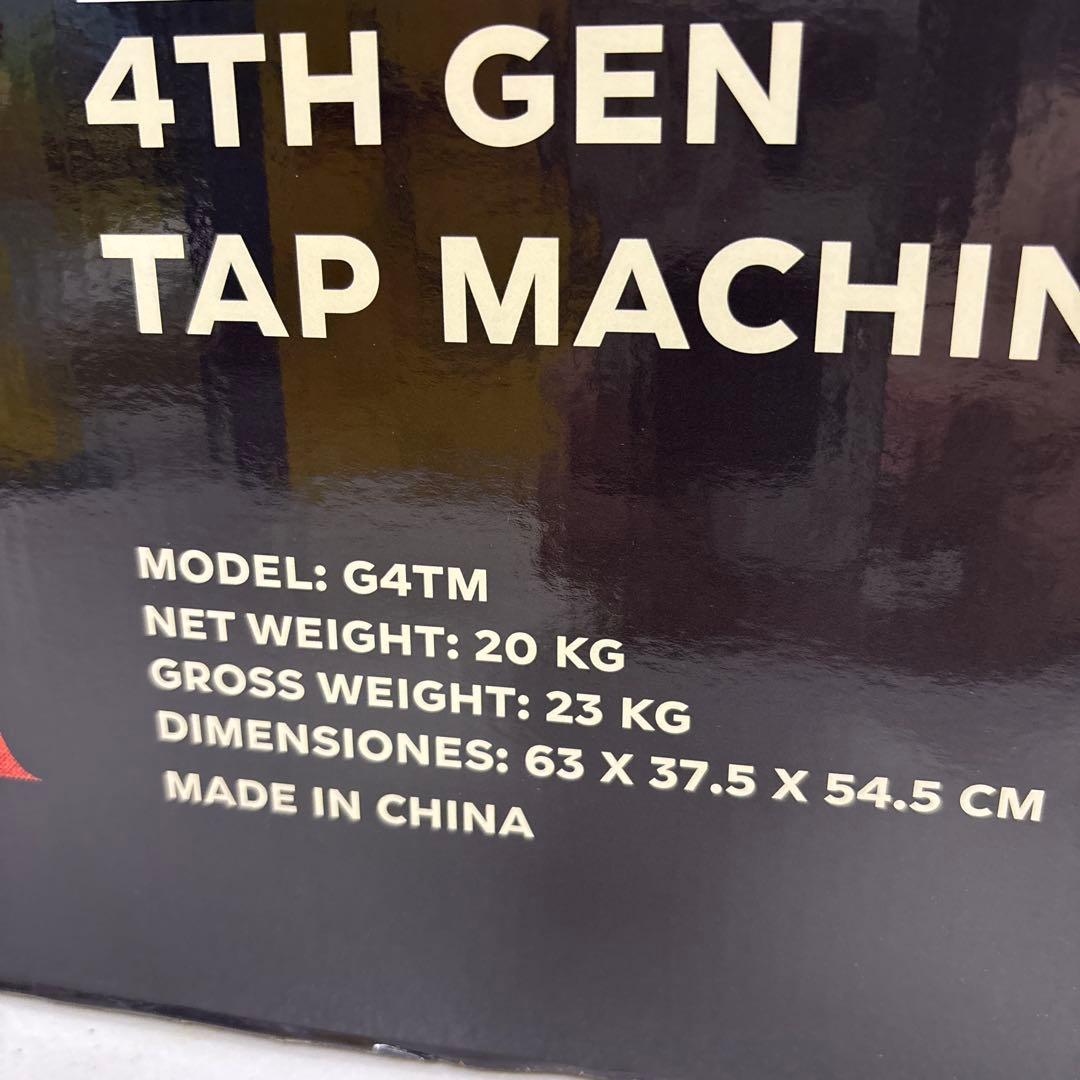 4TH GEN
TAP MACHIN
MODEL: G4TM
NET WEIGHT: 20 KG
GROSS WEIGHT: 23 KG
DIMENSIONES: 63 X 37.5 X 54.5 CM
MADE IN CHINA